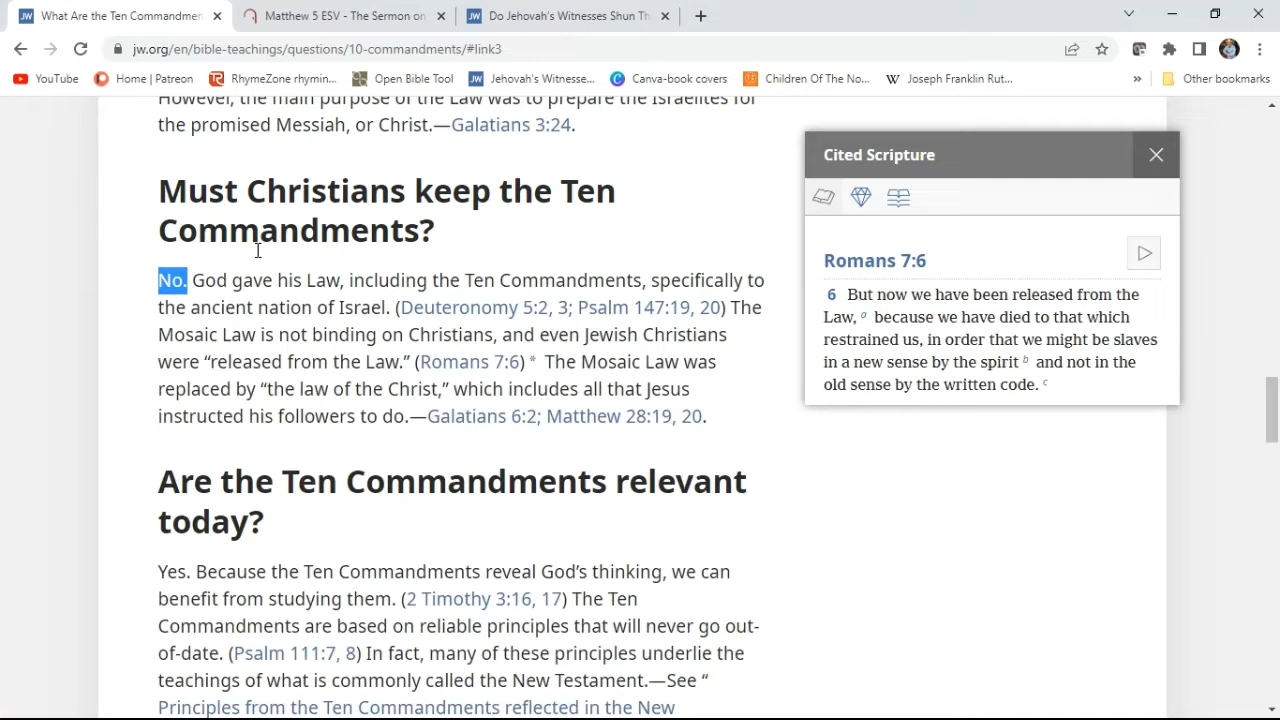 What Are the Ten Commandmen
Matthew 5 ESV - The Sermon on
Do Jehovah's Witnesses Shun Th
jw.org/en/bible-teachings/questions/10-commandments/#link3
YouTube
Home | Patreon
RhymeZone rhymin...
Open Bible Tool
Jehovah's Witnesse...
Canva-book covers
Children Of The No...
Joseph Franklin Rut...
»
Other bookmarks
However, the main purpose of the Law was to prepare the Israelites for
the promised Messiah, or Christ.—Galatians 3:24.
Must Christians keep the Ten
Commandments?
No. God gave his Law, including the Ten Commandments, specifically to
the ancient nation of Israel. (Deuteronomy 5:2, 3; Psalm 147:19, 20) The
Mosaic Law is not binding on Christians, and even Jewish Christians
were “released from the Law.” (Romans 7:6) * The Mosaic Law was
replaced by “the law of the Christ,” which includes all that Jesus
instructed his followers to do.—Galatians 6:2; Matthew 28:19, 20.
Are the Ten Commandments relevant
today?
Yes. Because the Ten Commandments reveal God’s thinking, we can
benefit from studying them. (2 Timothy 3:16, 17) The Ten
Commandments are based on reliable principles that will never go out-
of-date. (Psalm 111:7, 8) In fact, many of these principles underlie the
teachings of what is commonly called the New Testament.—See “
Principles from the Ten Commandments reflected in the New
Cited Scripture
Romans 7:6
6 But now we have been released from the
Law, a because we have died to that which
restrained us, in order that we might be slaves
in a new sense by the spirit b and not in the
old sense by the written code. c